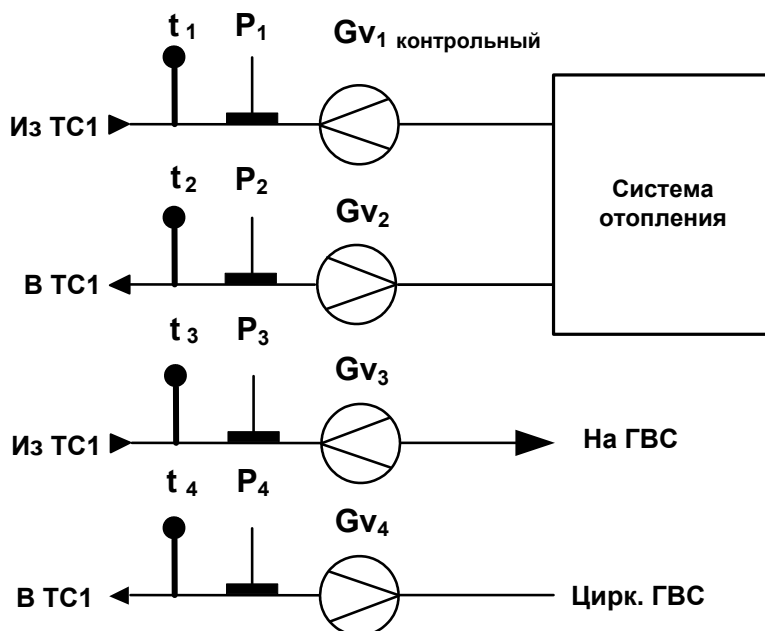 t 1 P1 Gv1 контрольный
Из ТС1
Система
отопления
t 2 P2 Gv2
В ТС1
t 3 P3 Gv3
Из ТС1 На ГВС
t 4 P4 Gv4
В ТС1 Цирк. ГВС